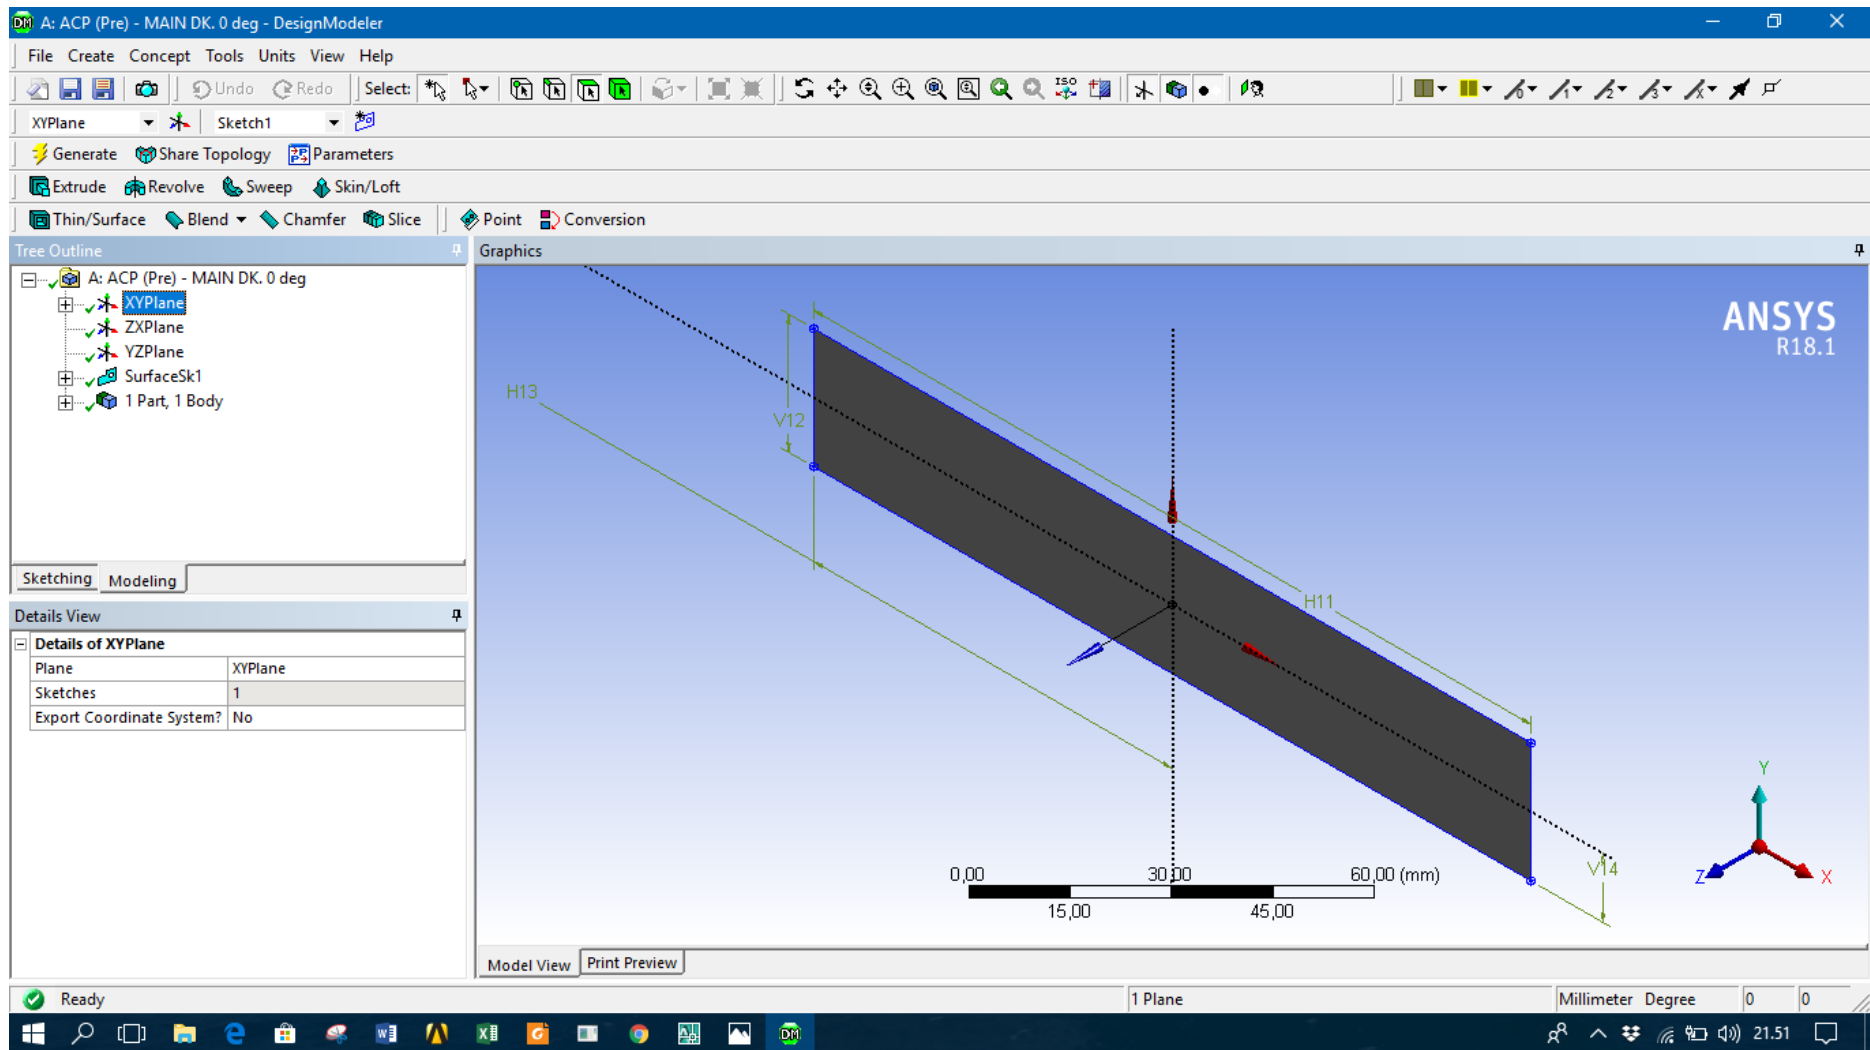 A: ACP (Pre) - MAIN DK. 0 deg - DesignModeler
File Create Concept Tools Units View Help
Undo Redo Select: ISO
XYPlane Sketch1
Generate Share Topology Parameters
Extrude Revolve Sweep Skin/Loft
Thin/Surface Blend Chamfer Slice Point Conversion
Tree Outline
A: ACP (Pre) - MAIN DK. 0 deg
XYPlane
ZXPlane
YZPlane
SurfaceSk1
1 Part, 1 Body
Sketching Modeling
Details View
Details of XYPlane
Plane XYPlane
Sketches 1
Export Coordinate System? No
Graphics
ANSYS
R18.1
H13
V12
H11
V14
0,00 30,00 60,00 (mm)
15,00 45,00
Y
Z X
Model View Print Preview
Ready 1 Plane Millimeter Degree 0 0
DM 21.51